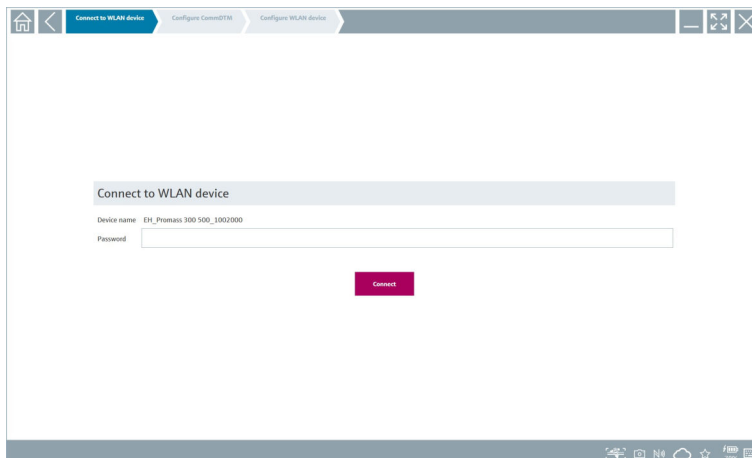 Connect to WLAN device
Configure CommDTM
Configure WLAN device
Connect to WLAN device
Device name EH_Promass 300 500_1002000
Password
Connect